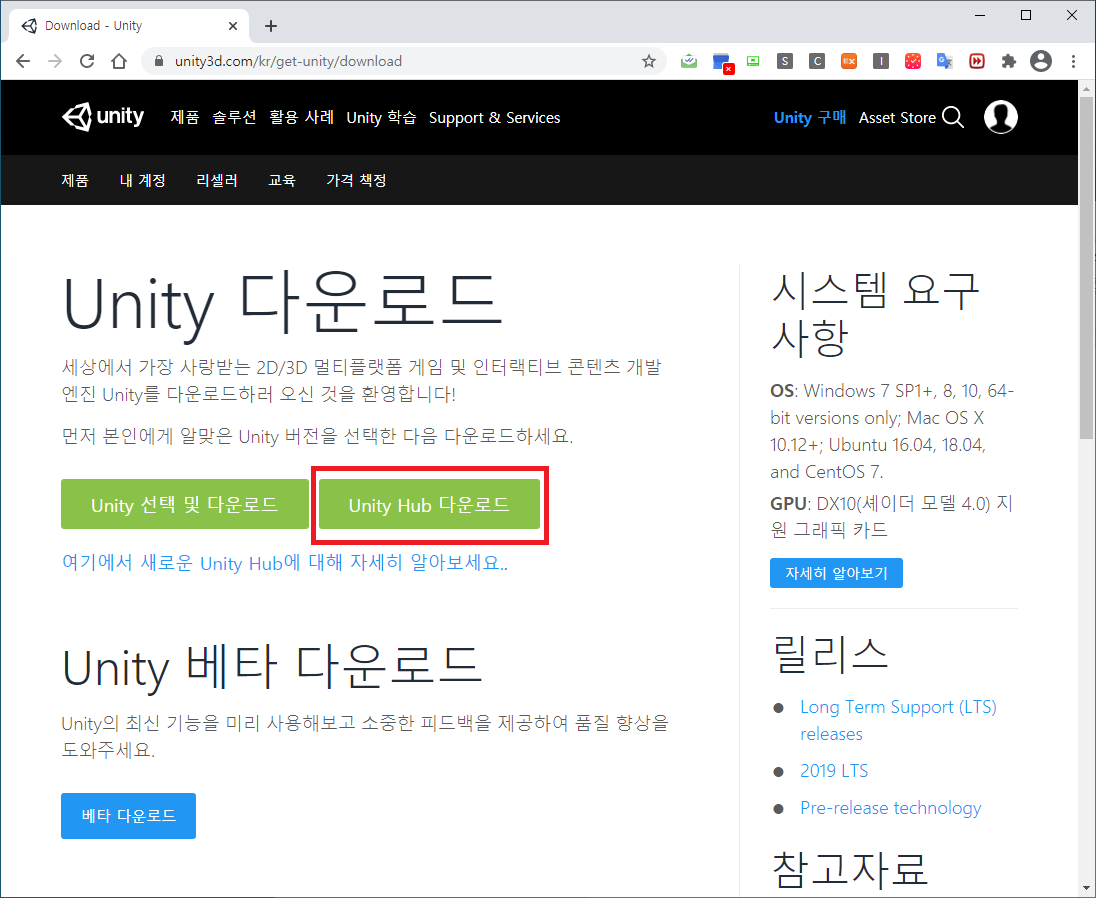 Download - Unity
unity3d.com/kr/get-unity/download
unity
제품 솔루션 활용 사례 Unity 학습 Support & Services
Unity 구매 Asset Store
제품 내 계정 리셀러 교육 가격 책정
Unity 다운로드
세상에서 가장 사랑받는 2D/3D 멀티플랫폼 게임 및 인터랙티브 콘텐츠 개발
엔진 Unity를 다운로드하러 오신 것을 환영합니다!
먼저 본인에게 알맞은 Unity 버전을 선택한 다음 다운로드하세요.
Unity 선택 및 다운로드
Unity Hub 다운로드
여기에서 새로운 Unity Hub에 대해 자세히 알아보세요..
Unity 베타 다운로드
Unity의 최신 기능을 미리 사용해보고 소중한 피드백을 제공하여 품질 향상을
도와주세요.
베타 다운로드
시스템 요구
사항
OS: Windows 7 SP1+, 8, 10, 64-
bit versions only; Mac OS X
10.12+; Ubuntu 16.04, 18.04,
and CentOS 7.
GPU: DX10(셰이더 모델 4.0) 지
원 그래픽 카드
자세히 알아보기
릴리스
Long Term Support (LTS)
releases
2019 LTS
Pre-release technology
참고자료